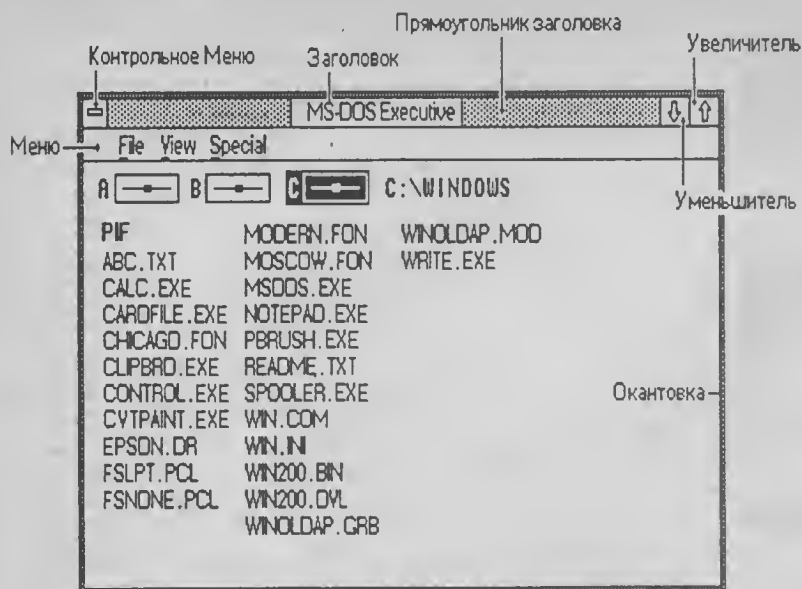 Прямоугольник заголовка
Контрольное Меню Заголовок Увеличитель
MS-DOS Executive
Меню File View Special
A B C C:\WINDOWS
Уменьшитель
PIF MODERN.FON WINOLDAP.MOD
ABC.TXT MOSCOW.FON WRITE.EXE
CALC.EXE MSDOS.EXE
CARDFILE.EXE NOTEPAD.EXE
CHICAGO.FON PBRUSH.EXE
CLIPBRD.EXE README.TXT
CONTROL.EXE SPOOLER.EXE Окантовка
CVTPAINT.EXE WIN.COM
EPSON.DR WIN.INI
FSLPT.PCL WIN200.BIN
FSNONE.PCL WIN200.OVL
WINOLDAP.GRB